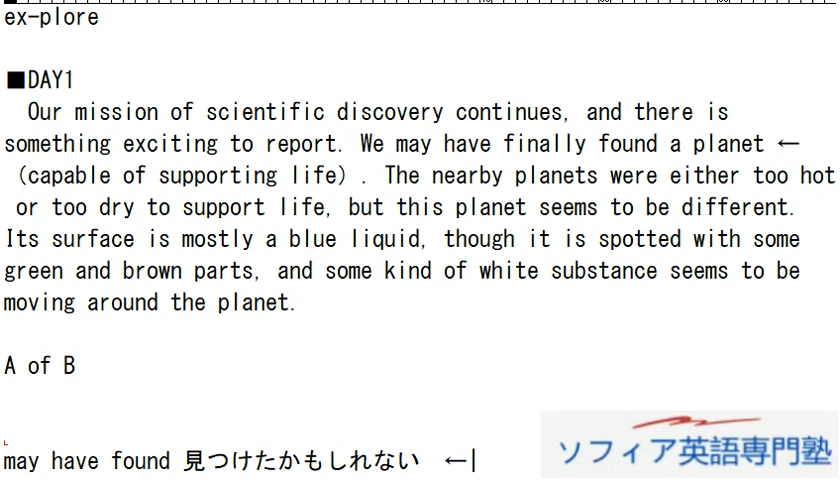 ex-plore
■DAY1
Our mission of scientific discovery continues, and there is
something exciting to report. We may have finally found a planet ←
(capable of supporting life) . The nearby planets were either too hot
or too dry to support life, but this planet seems to be different.
Its surface is mostly a blue liquid, though it is spotted with some
green and brown parts, and some kind of white substance seems to be
moving around the planet.
A of B
may have found 見つけたかもしれない ←
ソフィア英語専門塾